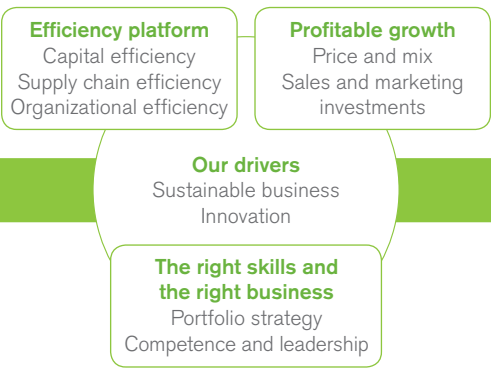 Efficiency platform
Capital efficiency
Supply chain efficiency
Organizational efficiency
Profitable growth
Price and mix
Sales and marketing
investments
Our drivers
Sustainable business
Innovation
The right skills and
the right business
Portfolio strategy
Competence and leadership